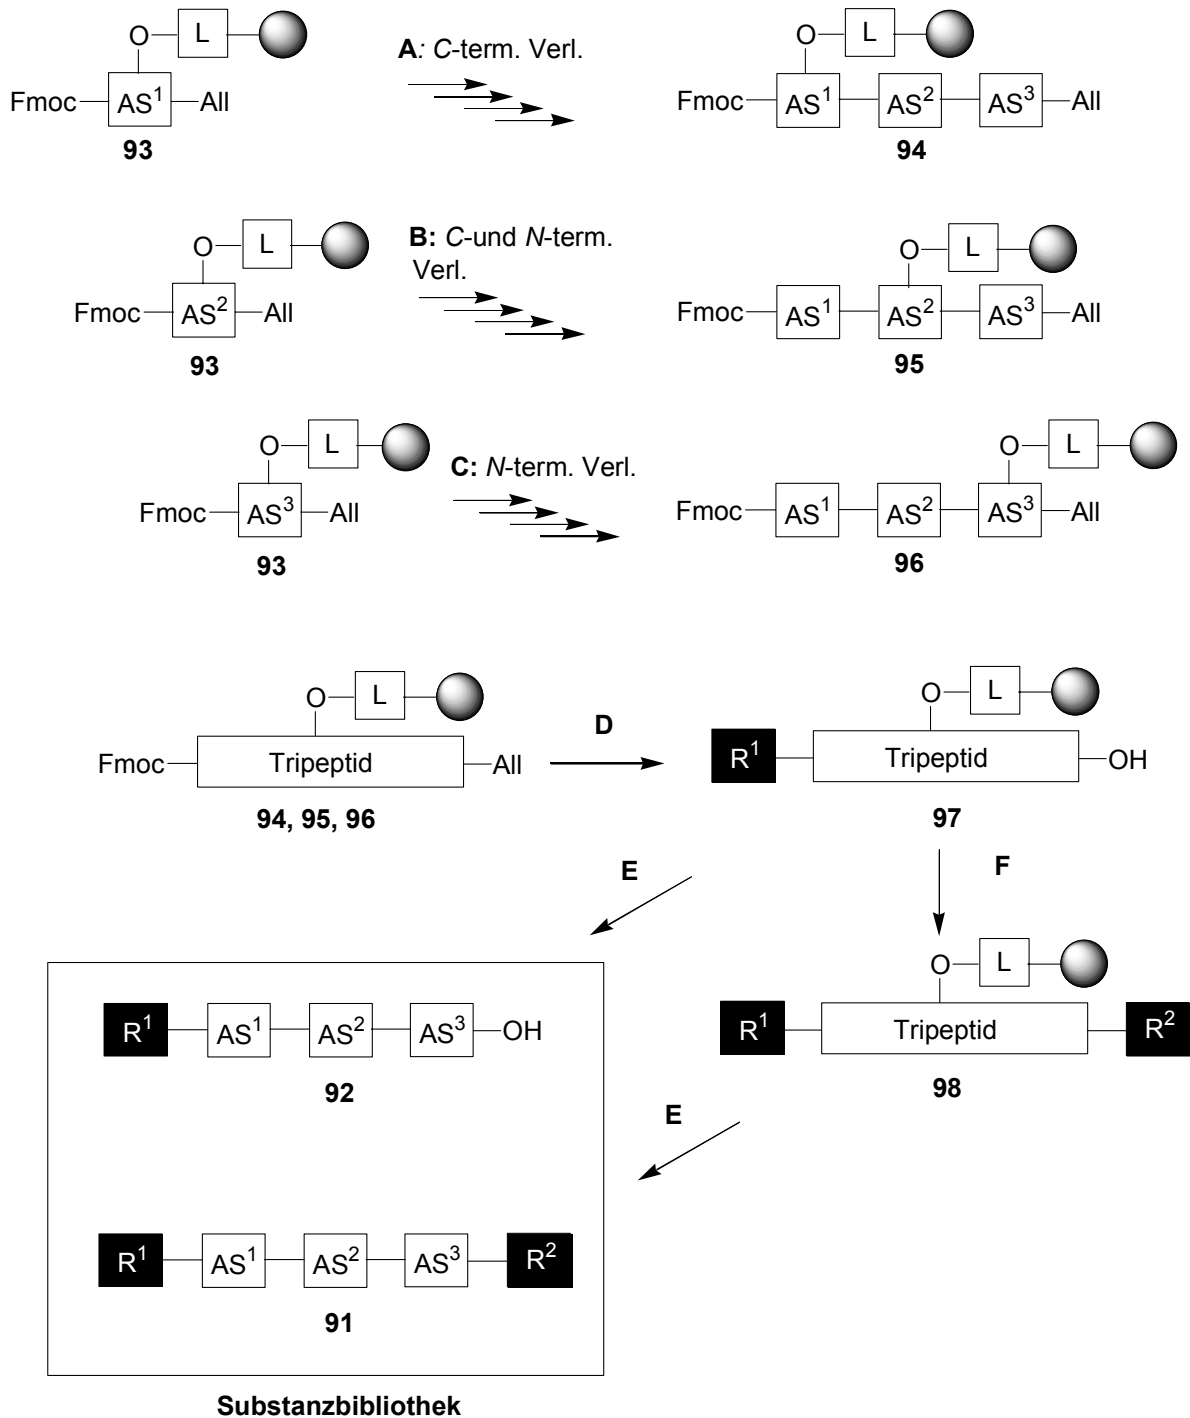 O L
A: C-term. Verl.
Fmoc AS1 All
93
O L
Fmoc AS1 AS2 AS3 All
94
O L
B: C-und N-term.
Verl.
Fmoc AS2 All
93
O L
Fmoc AS1 AS2 AS3 All
95
O L
C: N-term. Verl.
Fmoc AS3 All
93
O L
Fmoc AS1 AS2 AS3 All
96
O L
Fmoc Tripeptid All
94, 95, 96
D
O L
R1 Tripeptid OH
97
E
F
O L
R1 Tripeptid R2
98
R1 AS1 AS2 AS3 OH
92
E
R1 AS1 AS2 AS3 R2
91
Substanzbibliothek